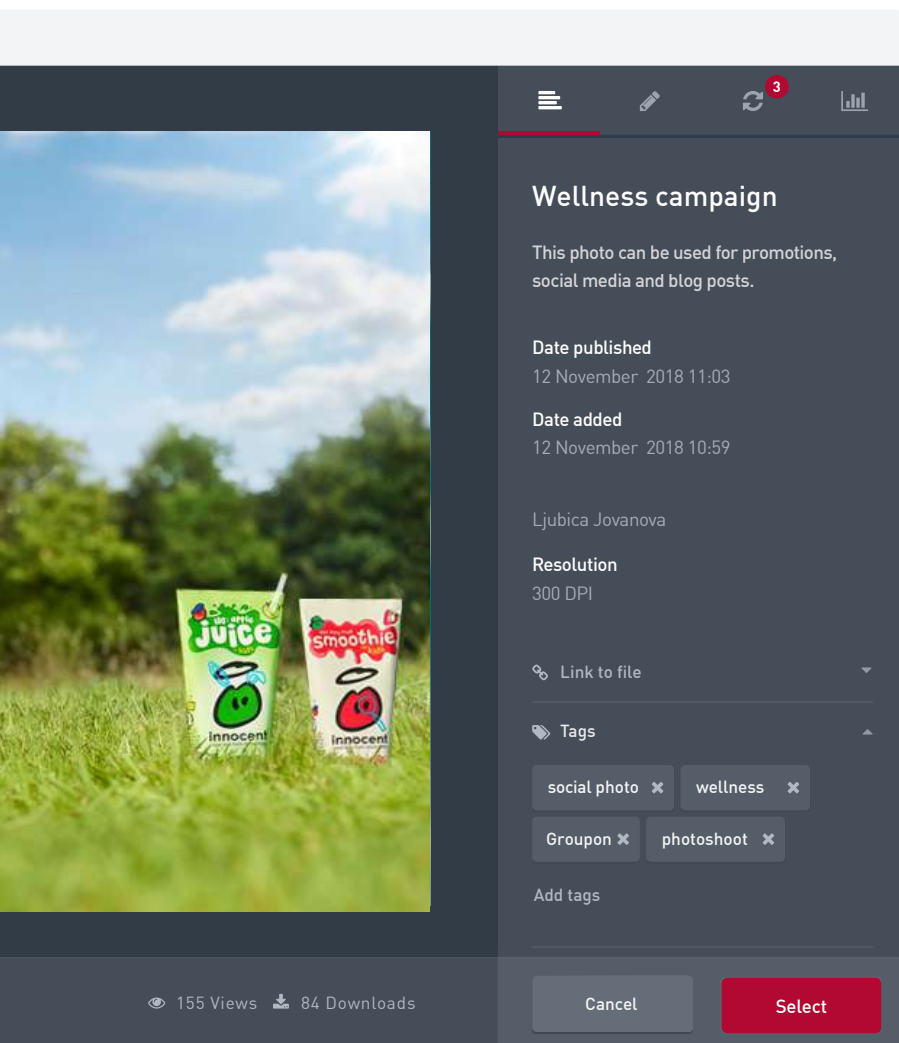 3
Wellness campaign
This photo can be used for promotions,
social media and blog posts.
Date published
12 November 2018 11:03
Date added
12 November 2018 10:59
Ljubica Jovanova
Resolution
300 DPI
Link to file
Tags
social photo
wellness
Groupon
photoshoot
Add tags
juice
smoothie
innocent
innocent
155 Views
84 Downloads
Cancel
Select